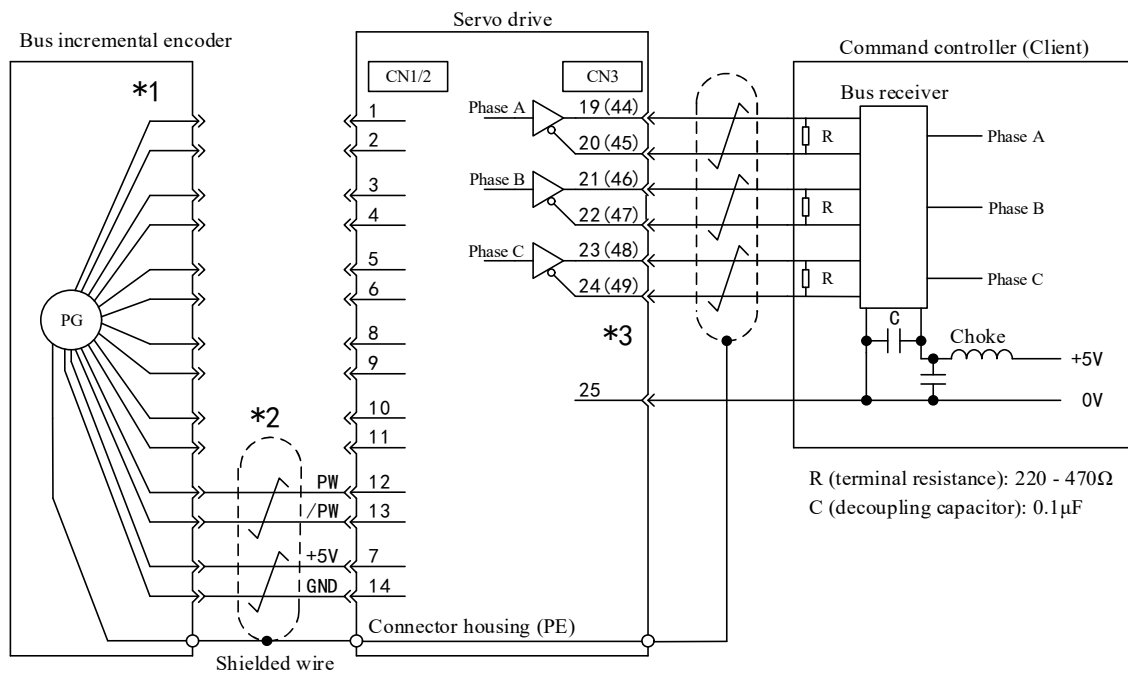 Servo drive
Bus incremental encoder
Command controller (Client)
*1
CN1/2
CN3
Bus receiver
1
2
3
4
5
6
8
9
10
11
12
13
7
14
Phase A
19(44)
20(45)
Phase B
21(46)
22(47)
Phase C
23(48)
24(49)
*3
25
R
R
R
Phase A
Phase B
Phase C
C
Choke
+5V
0V
PG
*2
PW
/PW
+5V
GND
R (terminal resistance): 220 - 470Ω
C (decoupling capacitor): 0.1μF
Connector housing (PE)
Shielded wire